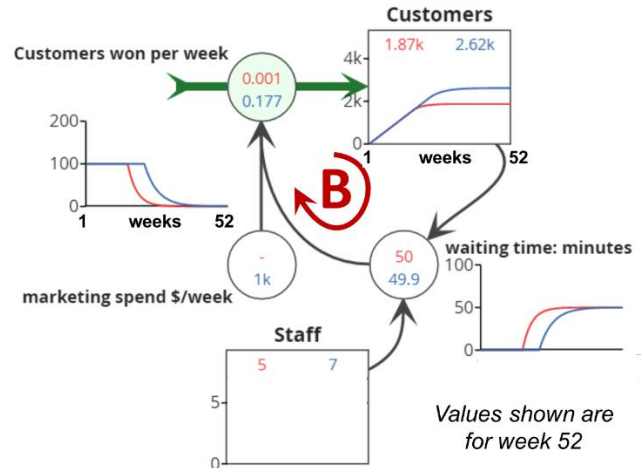 Customers
Customers won per week
4k
1.87k 2.62k
0.001
0.177
2k
0
1 weeks 52
200
100
0
1 weeks 52
B
-
1k
marketing spend $/week
50
49.9
waiting time: minutes
100
50
0
Staff
5 7
5
0
Values shown are
for week 52